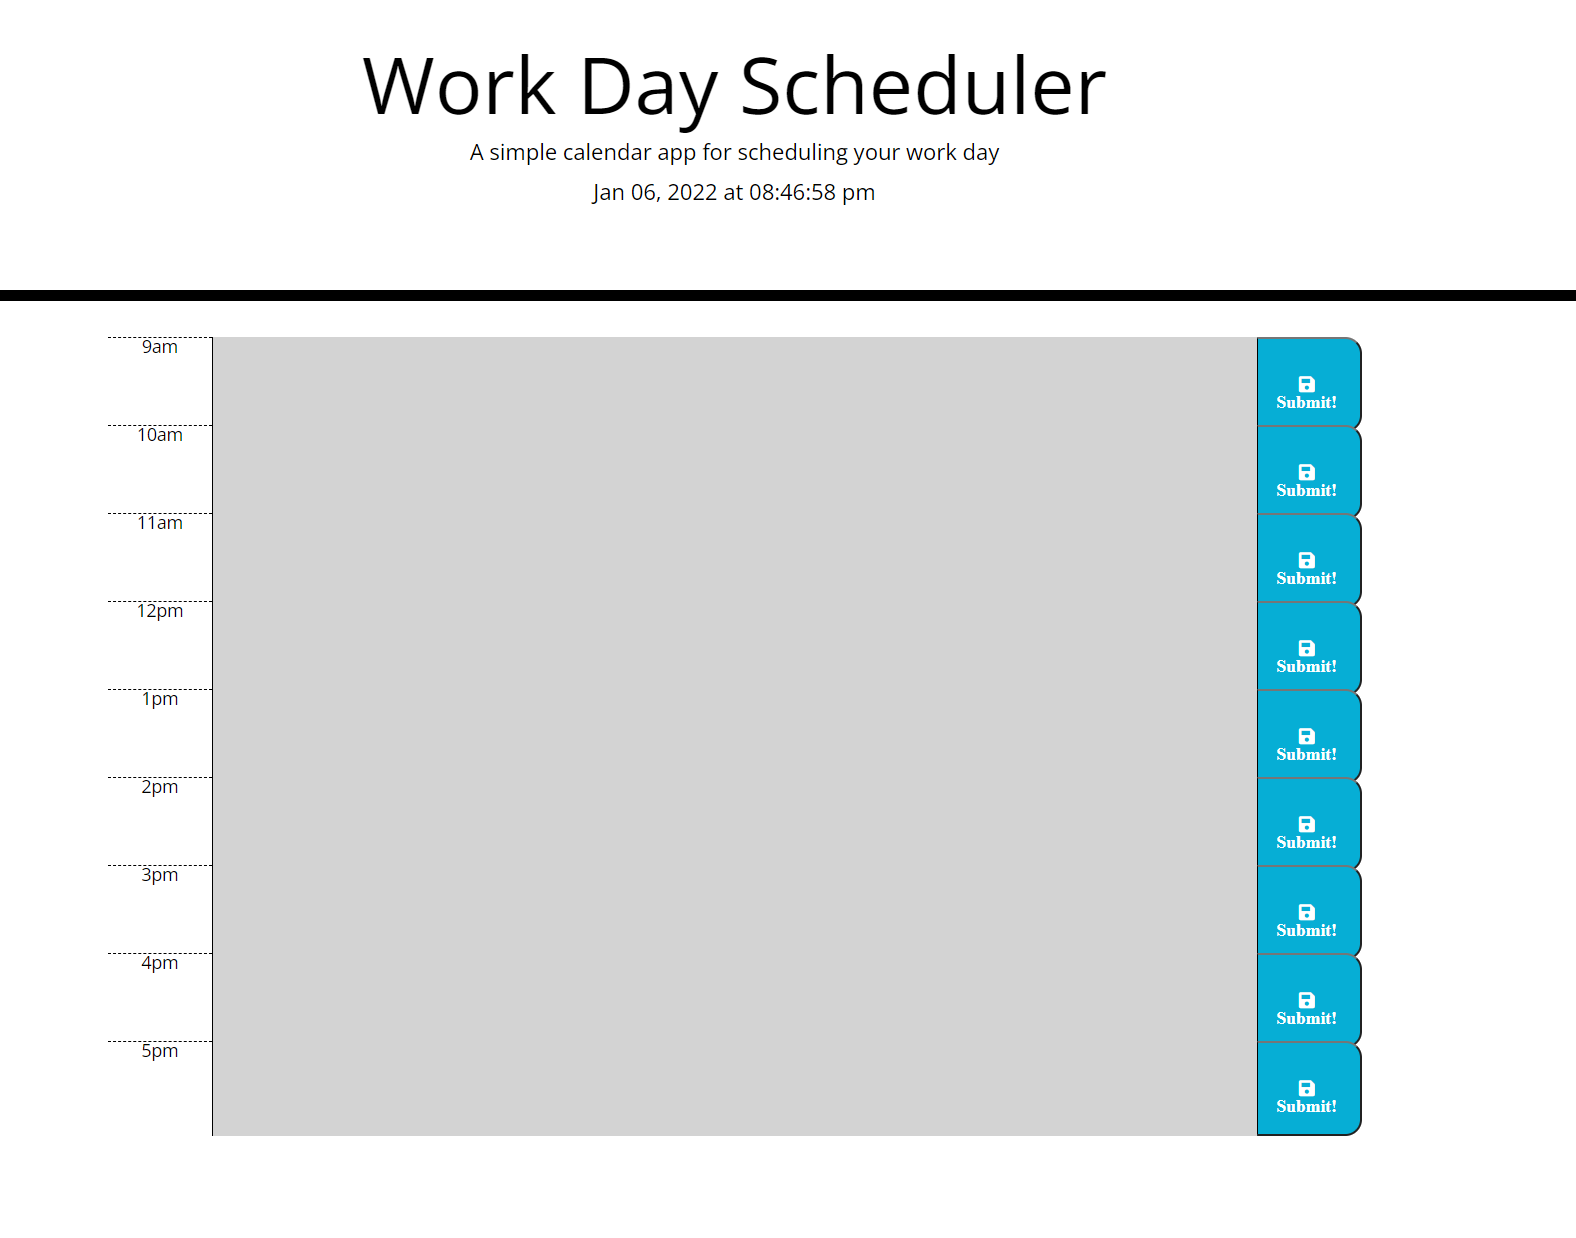 Work Day Scheduler
A simple calendar app for scheduling your work day
Jan 06, 2022 at 08:46:58 pm
9am
Submit!
10am
Submit!
11am
Submit!
12pm
Submit!
1pm
Submit!
2pm
Submit!
3pm
Submit!
4pm
Submit!
5pm
Submit!